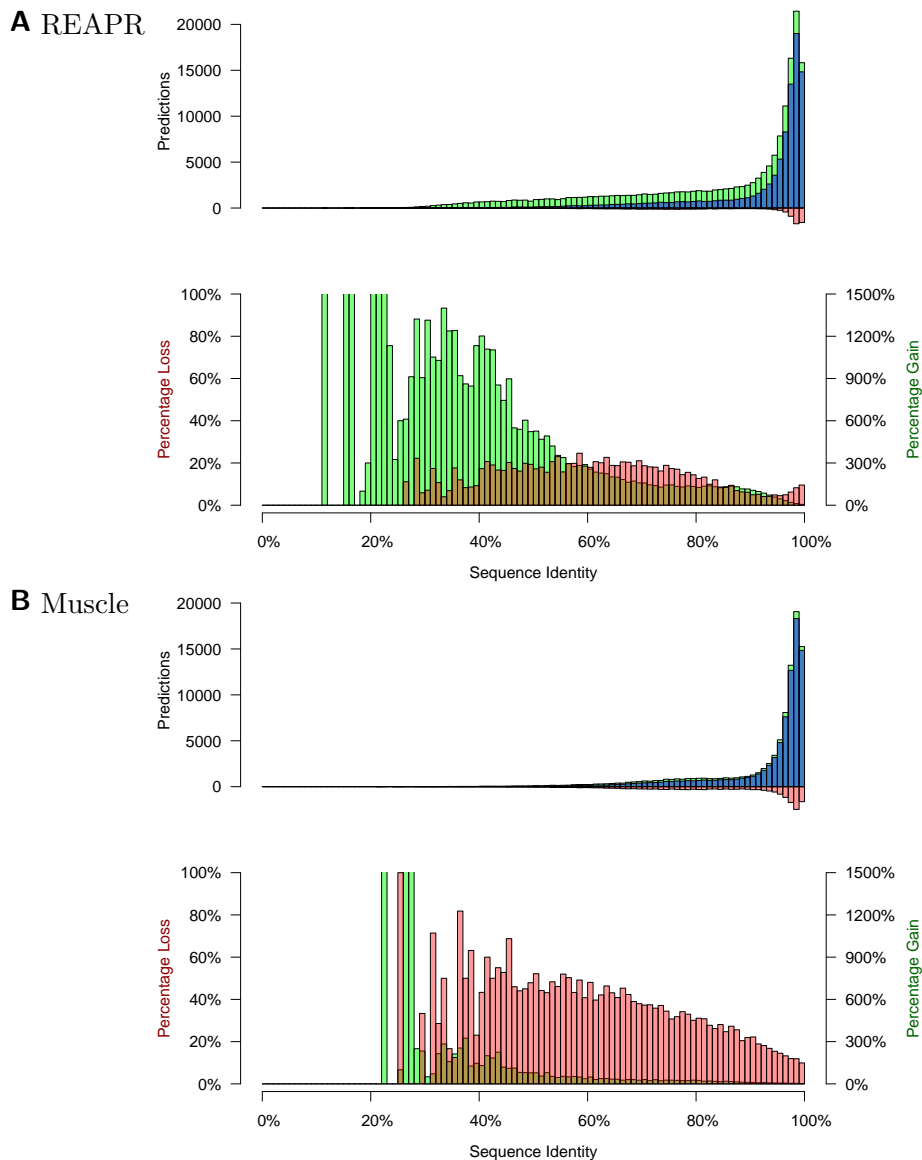 A REAPR
20000
15000
10000
5000
0
Predictions
100%
80%
60%
40%
20%
0%
Percentage Loss
1500%
1200%
900%
600%
300%
0%
Percentage Gain
0% 20% 40% 60% 80% 100%
Sequence Identity
B Muscle
20000
15000
10000
5000
0
Predictions
100%
80%
60%
40%
20%
0%
Percentage Loss
1500%
1200%
900%
600%
300%
0%
Percentage Gain
0% 20% 40% 60% 80% 100%
Sequence Identity